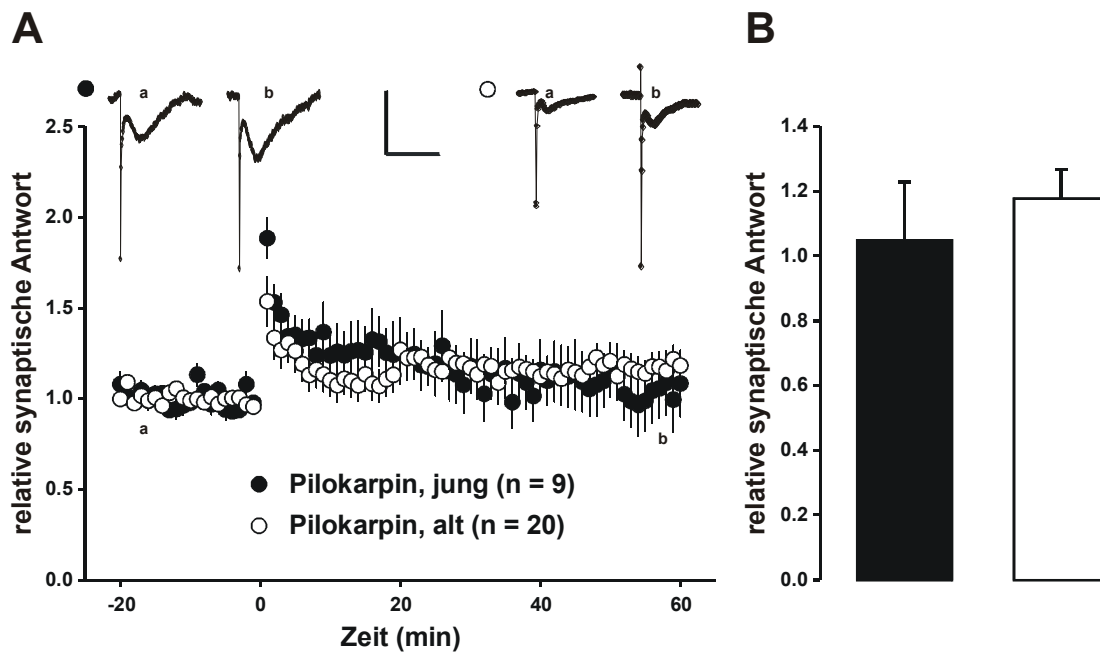 A
B
a
b
a
b
relative synaptische Antwort
2.5
2.0
1.5
1.0
0.5
0.0
a
b
Pilokarpin, jung (n = 9)
Pilokarpin, alt (n = 20)
-20
0
20
40
60
Zeit (min)
relative synaptische Antwort
1.4
1.2
1.0
0.8
0.6
0.4
0.2
0.0